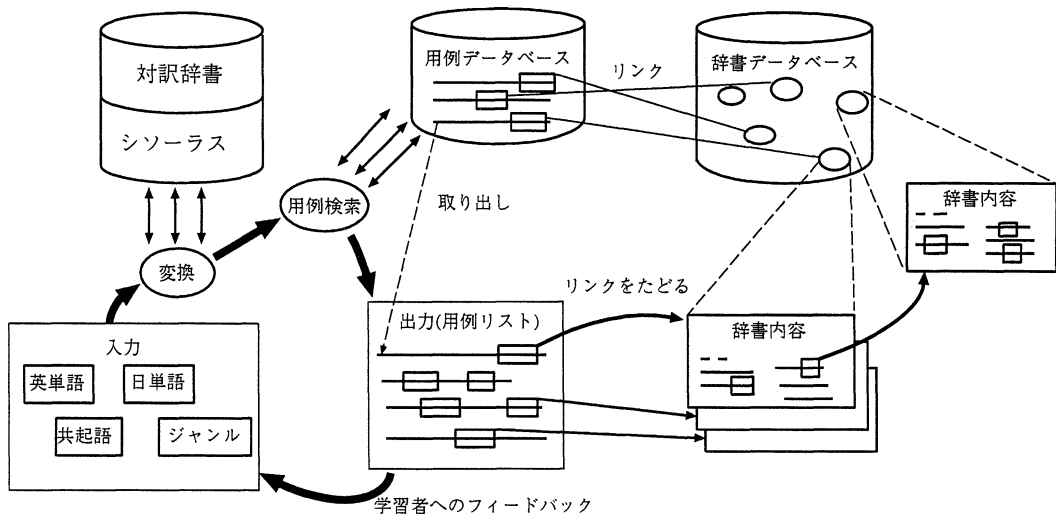 対訳辞書
シソーラス
用例データベース
リンク
辞書データベース
用例検索
取り出し
辞書内容
変換
リンクをたどる
入力
英単語
日単語
共起語
ジャンル
出力(用例リスト)
辞書内容
学習者へのフィードバック